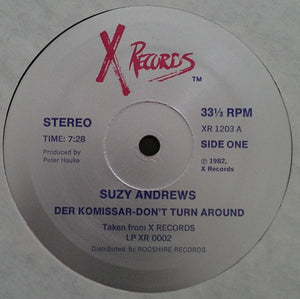 X RECORDS
TM
STEREO
33⅓ RPM
TIME: 7:28
XR 1203 A
Produced by
Peter Hauke
SIDE ONE
℗ 1982,
X Records
SUZY ANDREWS
DER KOMISSAR-DON'T TURN AROUND
Taken from X RECORDS
LP XR 0002
Distributed by ROCSHIRE RECORDS